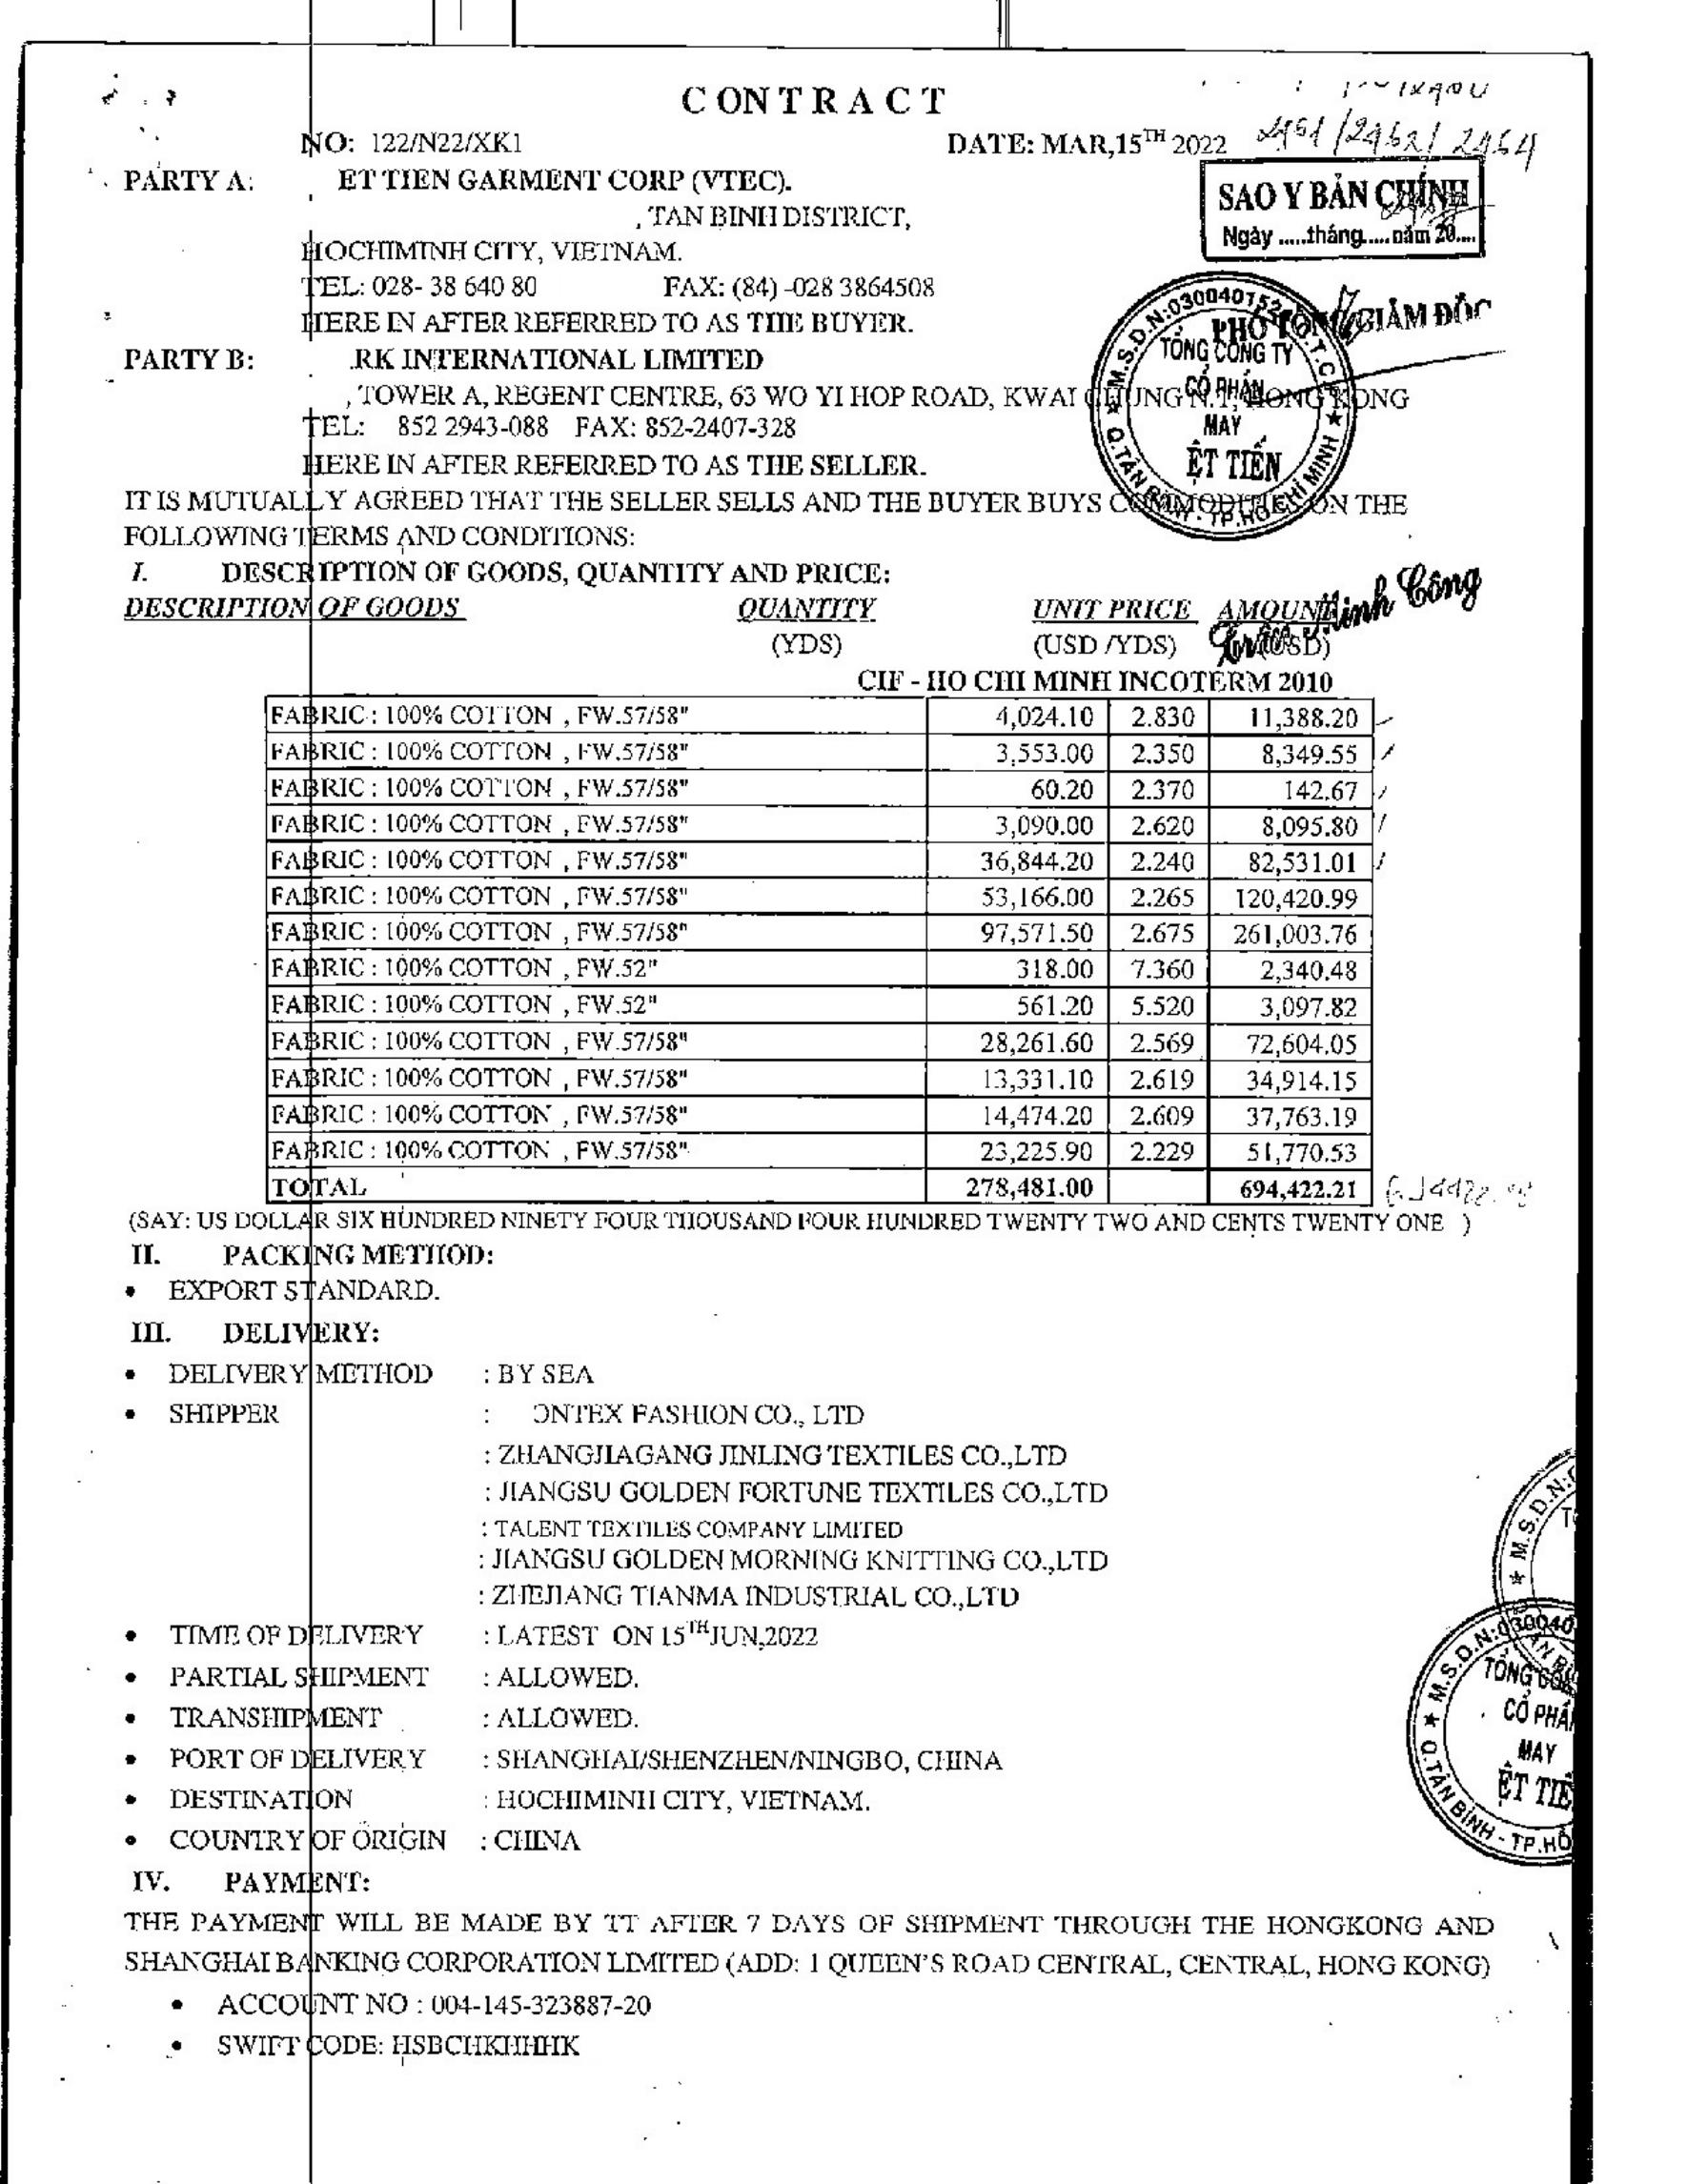 CONTRACT
NO: 122/N22/XK1
DATE: MAR,15TH 2022
2962/ 2964
PARTY A: ET TIEN GARMENT CORP (VTEC).
SAO Y BẢN CHÍNH
, TAN BINH DISTRICT,
Ngày .....tháng.....năm 20....
HOCHIMINH CITY, VIETNAM.
TEL: 028- 38 640 80 FAX: (84) -028 3864508
HERE IN AFTER REFERRED TO AS THE BUYER.
PHÓ TỔNG GIÁM ĐỐC
PARTY B: .RK INTERNATIONAL LIMITED
, TOWER A, REGENT CENTRE, 63 WO YI HOP ROAD, KWAI CHUNG N.T, HONG KONG
TEL: 852 2943-088 FAX: 852-2407-328
HERE IN AFTER REFERRED TO AS THE SELLER.
TỔNG CÔNG TY
CỔ PHẦN
MAY
ỆT TIẾN
IT IS MUTUALLY AGREED THAT THE SELLER SELLS AND THE BUYER BUYS COMMODITIES ON THE
FOLLOWING TERMS AND CONDITIONS:
I. DESCRIPTION OF GOODS, QUANTITY AND PRICE:
Minh Công
DESCRIPTION OF GOODS QUANTITY UNIT PRICE AMOUNT
(YDS) (USD /YDS) (USD)
CIF - HO CHI MINH INCOTERM 2010
FABRIC : 100% COTTON , FW.57/58" 4,024.10 2.830 11,388.20
FABRIC : 100% COTTON , FW.57/58" 3,553.00 2.350 8,349.55
FABRIC : 100% COTTON , FW.57/58" 60.20 2.370 142.67
FABRIC : 100% COTTON , FW.57/58" 3,090.00 2.620 8,095.80
FABRIC : 100% COTTON , FW.57/58" 36,844.20 2.240 82,531.01
FABRIC : 100% COTTON , FW.57/58" 53,166.00 2.265 120,420.99
FABRIC : 100% COTTON , FW.57/58" 97,571.50 2.675 261,003.76
FABRIC : 100% COTTON , FW.52" 318.00 7.360 2,340.48
FABRIC : 100% COTTON , FW.52" 561.20 5.520 3,097.82
FABRIC : 100% COTTON , FW.57/58" 28,261.60 2.569 72,604.05
FABRIC : 100% COTTON , FW.57/58" 13,331.10 2.619 34,914.15
FABRIC : 100% COTTON , FW.57/58" 14,474.20 2.609 37,763.19
FABRIC : 100% COTTON , FW.57/58" 23,225.90 2.229 51,770.53
TOTAL 278,481.00 694,422.21
(SAY: US DOLLAR SIX HUNDRED NINETY FOUR THOUSAND FOUR HUNDRED TWENTY TWO AND CENTS TWENTY ONE )
II. PACKING METHOD:
• EXPORT STANDARD.
III. DELIVERY:
• DELIVERY METHOD : BY SEA
• SHIPPER : ONTEX FASHION CO., LTD
: ZHANGJIAGANG JINLING TEXTILES CO.,LTD
: JIANGSU GOLDEN FORTUNE TEXTILES CO.,LTD
: TALENT TEXTILES COMPANY LIMITED
: JIANGSU GOLDEN MORNING KNITTING CO.,LTD
: ZHEJIANG TIANMA INDUSTRIAL CO.,LTD
• TIME OF DELIVERY : LATEST ON 15TH JUN,2022
• PARTIAL SHIPMENT : ALLOWED.
• TRANSHIPMENT : ALLOWED.
• PORT OF DELIVERY : SHANGHAI/SHENZHEN/NINGBO, CHINA
• DESTINATION : HOCHIMINH CITY, VIETNAM.
• COUNTRY OF ORIGIN : CHINA
IV. PAYMENT:
THE PAYMENT WILL BE MADE BY TT AFTER 7 DAYS OF SHIPMENT THROUGH THE HONGKONG AND
SHANGHAI BANKING CORPORATION LIMITED (ADD: 1 QUEEN'S ROAD CENTRAL, CENTRAL, HONG KONG)
• ACCOUNT NO : 004-145-323887-20
• SWIFT CODE: HSBCHKHHHHK